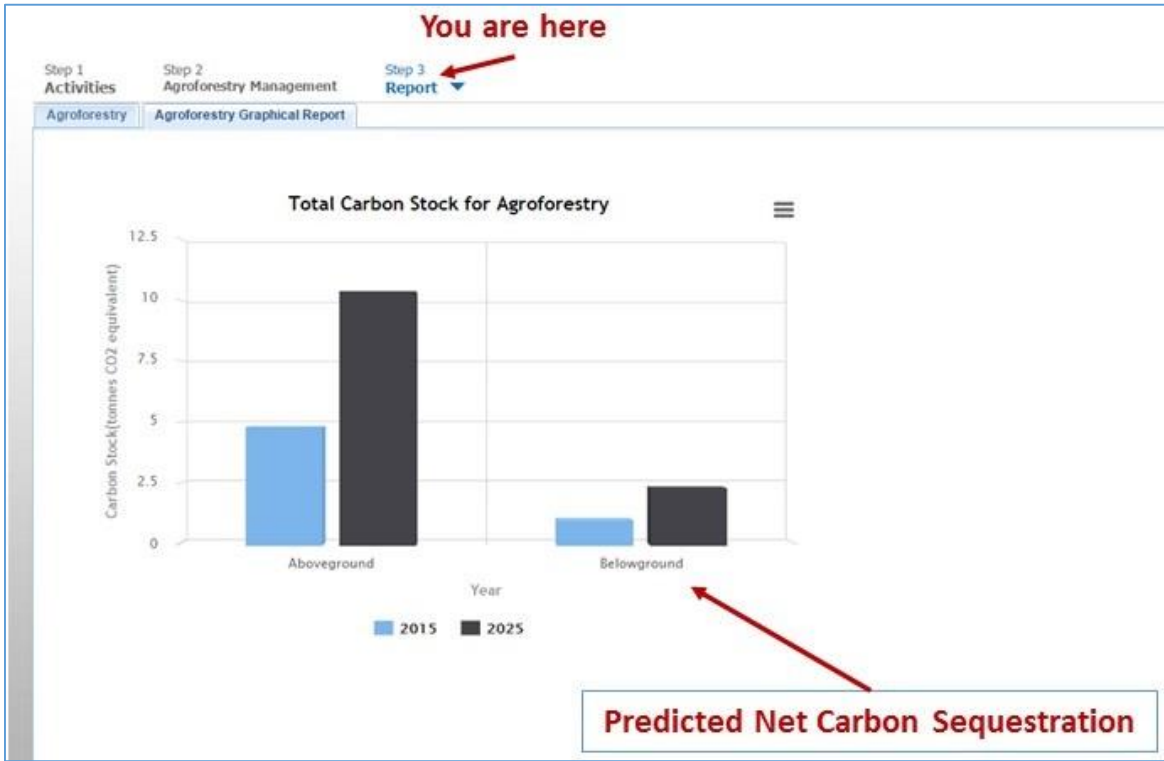 You are here
Step 1
Activities
Step 2
Agroforestry Management
Step 3
Report
Agroforestry
Agroforestry Graphical Report
Total Carbon Stock for Agroforestry
Carbon Stock(tonnes CO2 equivalent)
12.5
10
7.5
5
2.5
0
Aboveground
Belowground
Year
2015
2025
Predicted Net Carbon Sequestration